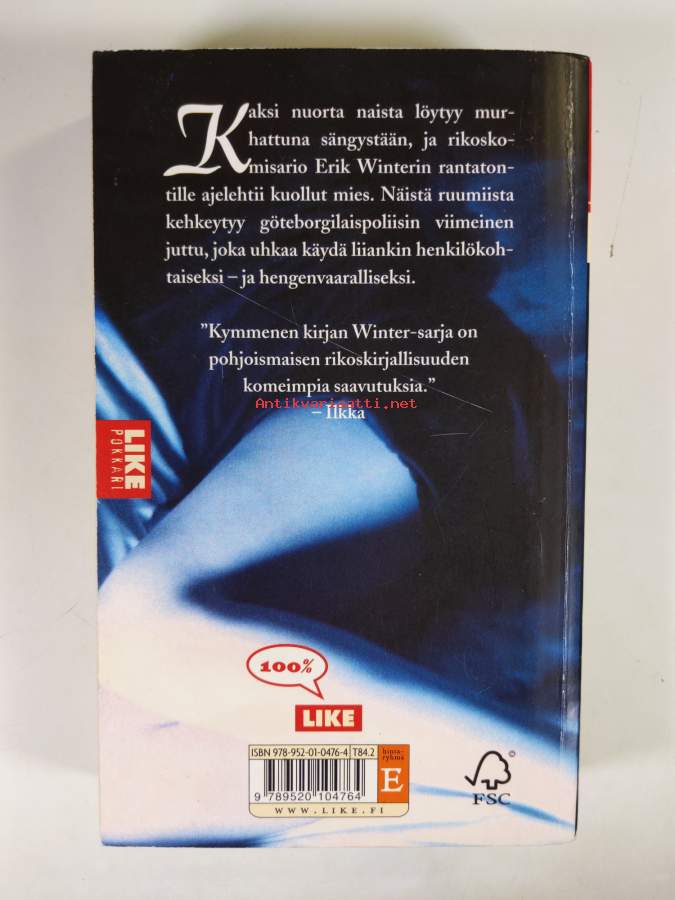 Kaksi nuorta naista löytyy mur-
hattuna sängystään, ja rikosko-
misario Erik Winterin rantaton-
tille ajelehtii kuollut mies. Näistä ruumiista
kehkeytyy göteborgilaispoliisin viimeinen
juttu, joka uhkaa käydä liiankin henkilökoh-
taiseksi – ja hengenvaaralliseksi.
”Kymmenen kirjan Winter-sarja on
pohjoismaisen rikoskirjallisuuden
komeimpia saavutuksia.”
Antikvariaatti.net
– Ilkka
LIKE
POKKARI
100%
LIKE
ISBN 978-952-01-0476-4 T84.2
hinta-
ryhmä
E
9 789520 104764
WWW.LIKE.FI
FSC